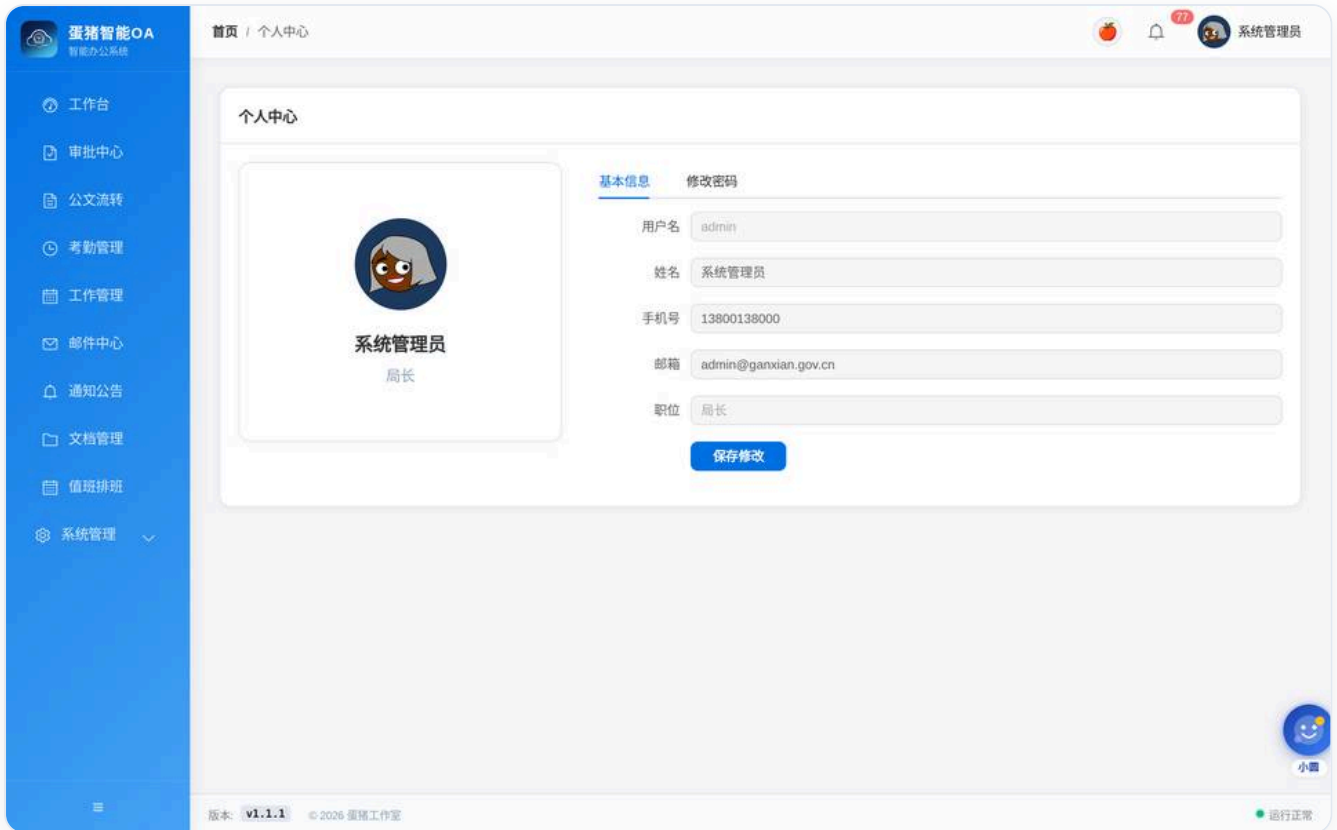 蛋猪智能OA
智能办公系统
首页 / 个人中心
77
系统管理员
工作台
审批中心
公文流转
考勤管理
工作管理
邮件中心
通知公告
文档管理
值班排班
系统管理
个人中心
系统管理员
局长
基本信息 修改密码
用户名 admin
姓名 系统管理员
手机号 13800138000
邮箱 admin@ganxian.gov.cn
职位 局长
保存修改
小圆
版本: v1.1.1 © 2026 蛋猪工作室
运行正常